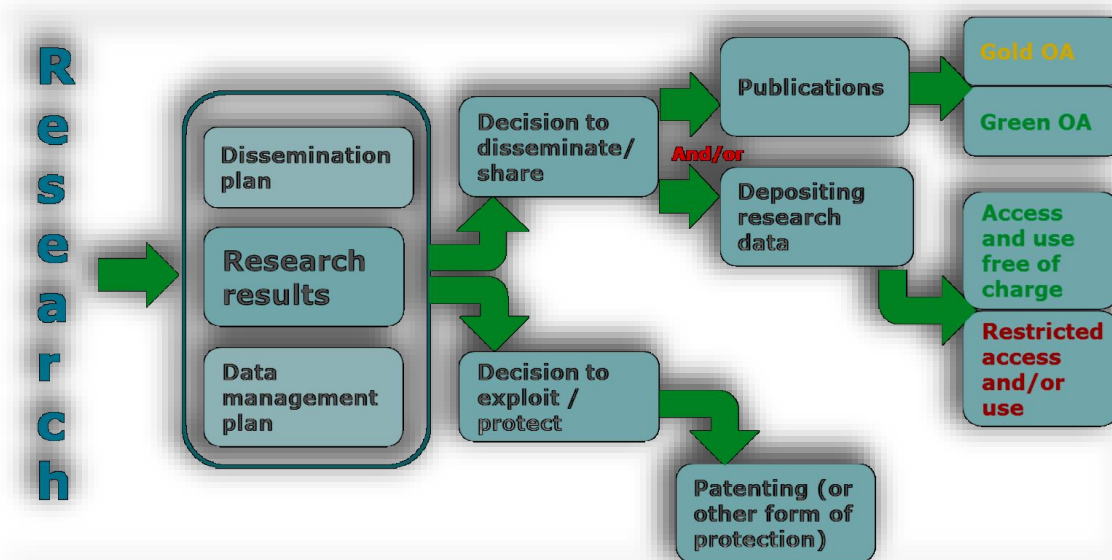 Research
Dissemination
plan
Research
results
Data
management
plan
Decision to
disseminate/
share
And/or
Decision to
exploit /
protect
Publications
Depositing
research
data
Patenting (or
other form of
protection)
Gold OA
Green OA
Access
and use
free of
charge
Restricted
access
and/or
use